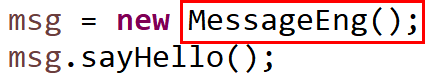 msg = new MessageEng();
msg.sayHello();